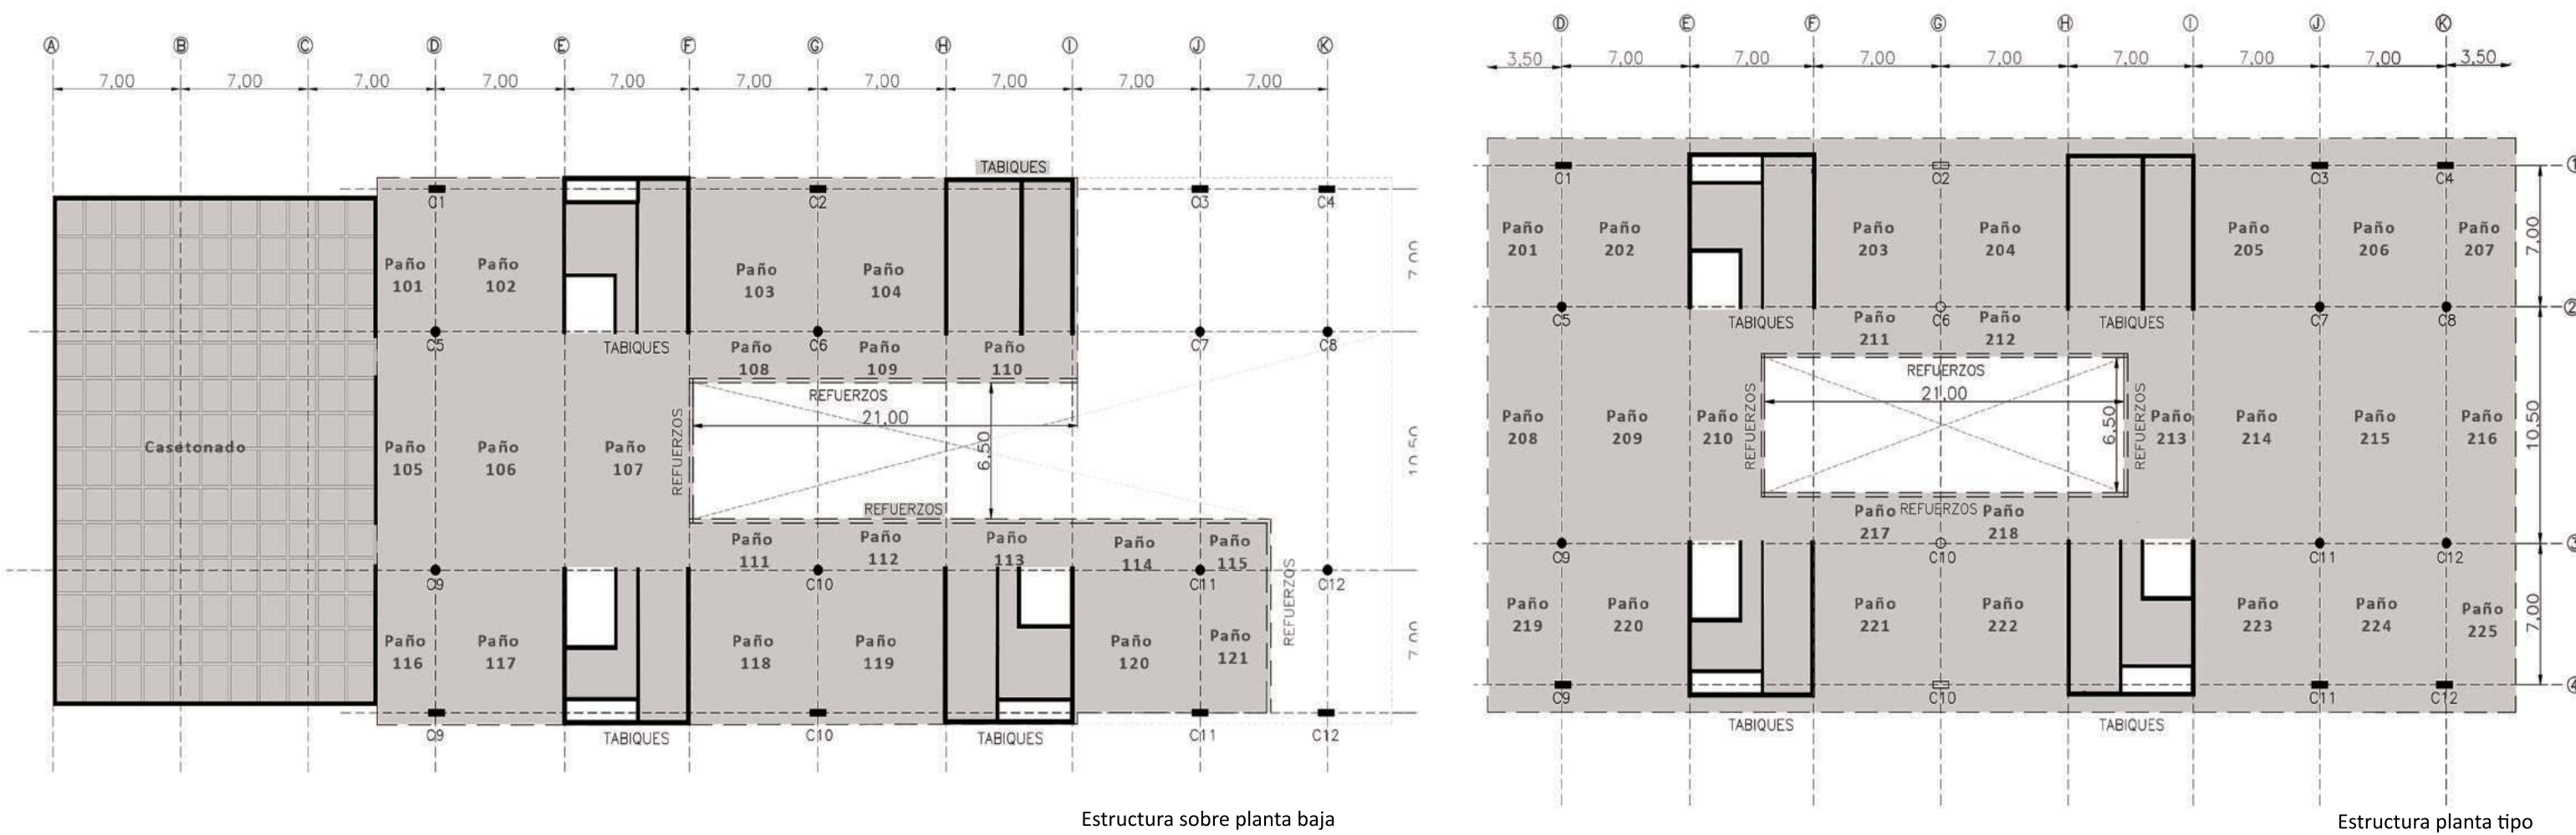 A B C D E F G H I J K
7,00 7,00 7,00 7,00 7,00 7,00 7,00 7,00 7,00 7,00
TABIQUES
C1 C2 C3 C4
Paño 101
Paño 102
Paño 103
Paño 104
7,00
C5 C6 C7 C8
TABIQUES
Paño 108
Paño 109
Paño 110
REFUERZOS
21,00
REFUERZOS
6,50
10,50
Casetonado
Paño 105
Paño 106
Paño 107
REFUERZOS
Paño 111
Paño 112
Paño 113
Paño 114
Paño 115
C9 C10 C11 C12
REFUERZOS
Paño 116
Paño 117
Paño 118
Paño 119
Paño 120
Paño 121
7,00
C9 TABIQUES C10 TABIQUES C11 C12
Estructura sobre planta baja
D E F G H I J K
3,50 7,00 7,00 7,00 7,00 7,00 7,00 7,00 3,50
1
C1 C2 C3 C4
Paño 201
Paño 202
Paño 203
Paño 204
Paño 205
Paño 206
Paño 207
7,00
2
C5 C6 C7 C8
TABIQUES
TABIQUES
Paño 211
Paño 212
REFUERZOS
21,00
REFUERZOS
6,50
REFUERZOS
10,50
Paño 208
Paño 209
Paño 210
Paño 213
Paño 214
Paño 215
Paño 216
Paño 217
REFUERZOS
Paño 218
3
C9 C10 C11 C12
Paño 219
Paño 220
Paño 221
Paño 222
Paño 223
Paño 224
Paño 225
7,00
4
C9 C10 C11 C12
TABIQUES TABIQUES
Estructura planta tipo